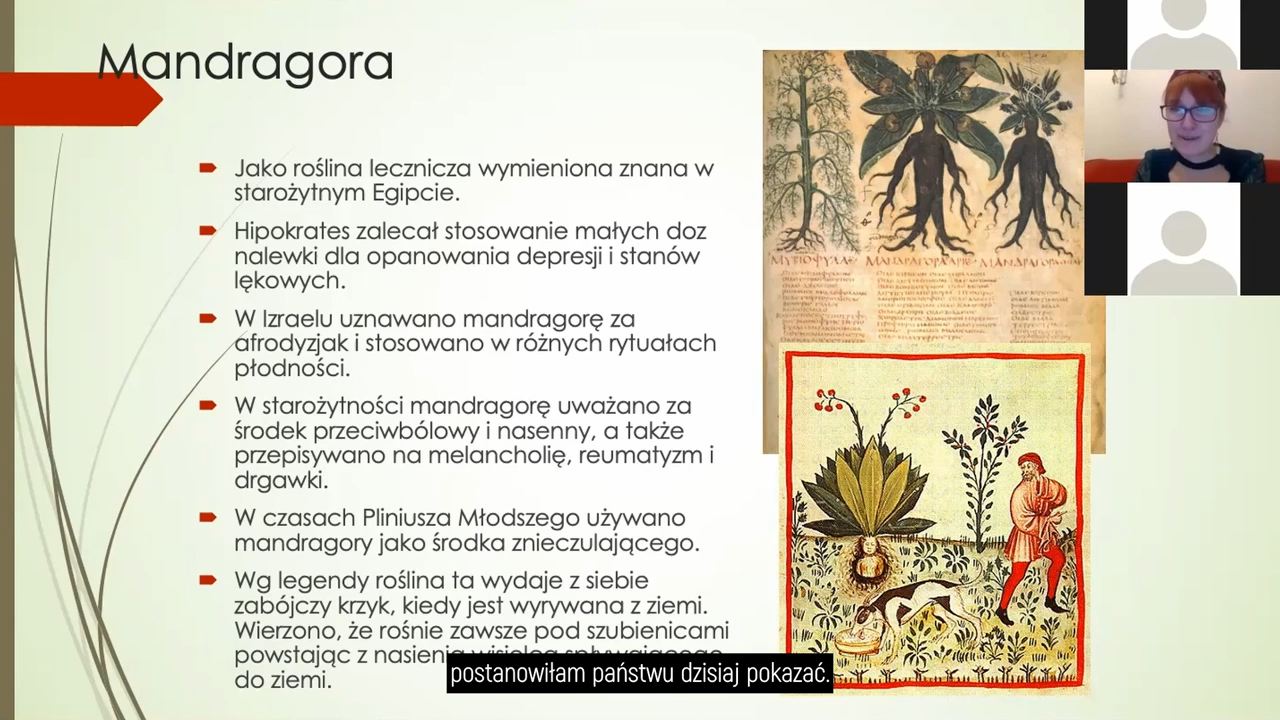 Mandragora
Jako roślina lecznicza wymieniona znana w
starożytnym Egipcie.
Hipokrates zalecał stosowanie małych doz
nalewki dla opanowania depresji i stanów
lękowych.
W Izraelu uznawano mandragorę za
afrodyzjak i stosowano w różnych rytuałach
płodności.
W starożytności mandragorę uważano za
środek przeciwbólowy i nasenny, a także
przepisywano na melancholię, reumatyzm i
drgawki.
W czasach Pliniusza Młodszego używano
mandragory jako środka znieczulającego.
Wg legendy roślina ta wydaje z siebie
zabójczy krzyk, kiedy jest wyrywana z ziemi.
Wierzono, że rośnie zawsze pod szubienicami
powstając z nasienia wisielca spływającego
do ziemi.
postanowiłam państwu dzisiaj pokazać.